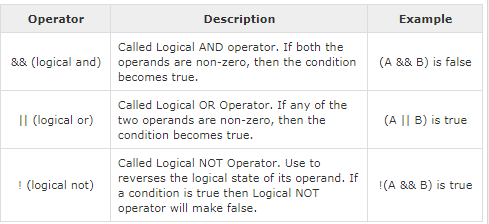 Operator Description Example
&& (logical and) Called Logical AND operator. If both the
operands are non-zero, then the condition
becomes true. (A && B) is false
|| (logical or) Called Logical OR Operator. If any of the
two operands are non-zero, then the
condition becomes true. (A || B) is true
! (logical not) Called Logical NOT Operator. Use to
reverses the logical state of its operand. If
a condition is true then Logical NOT
operator will make false. !(A && B) is true